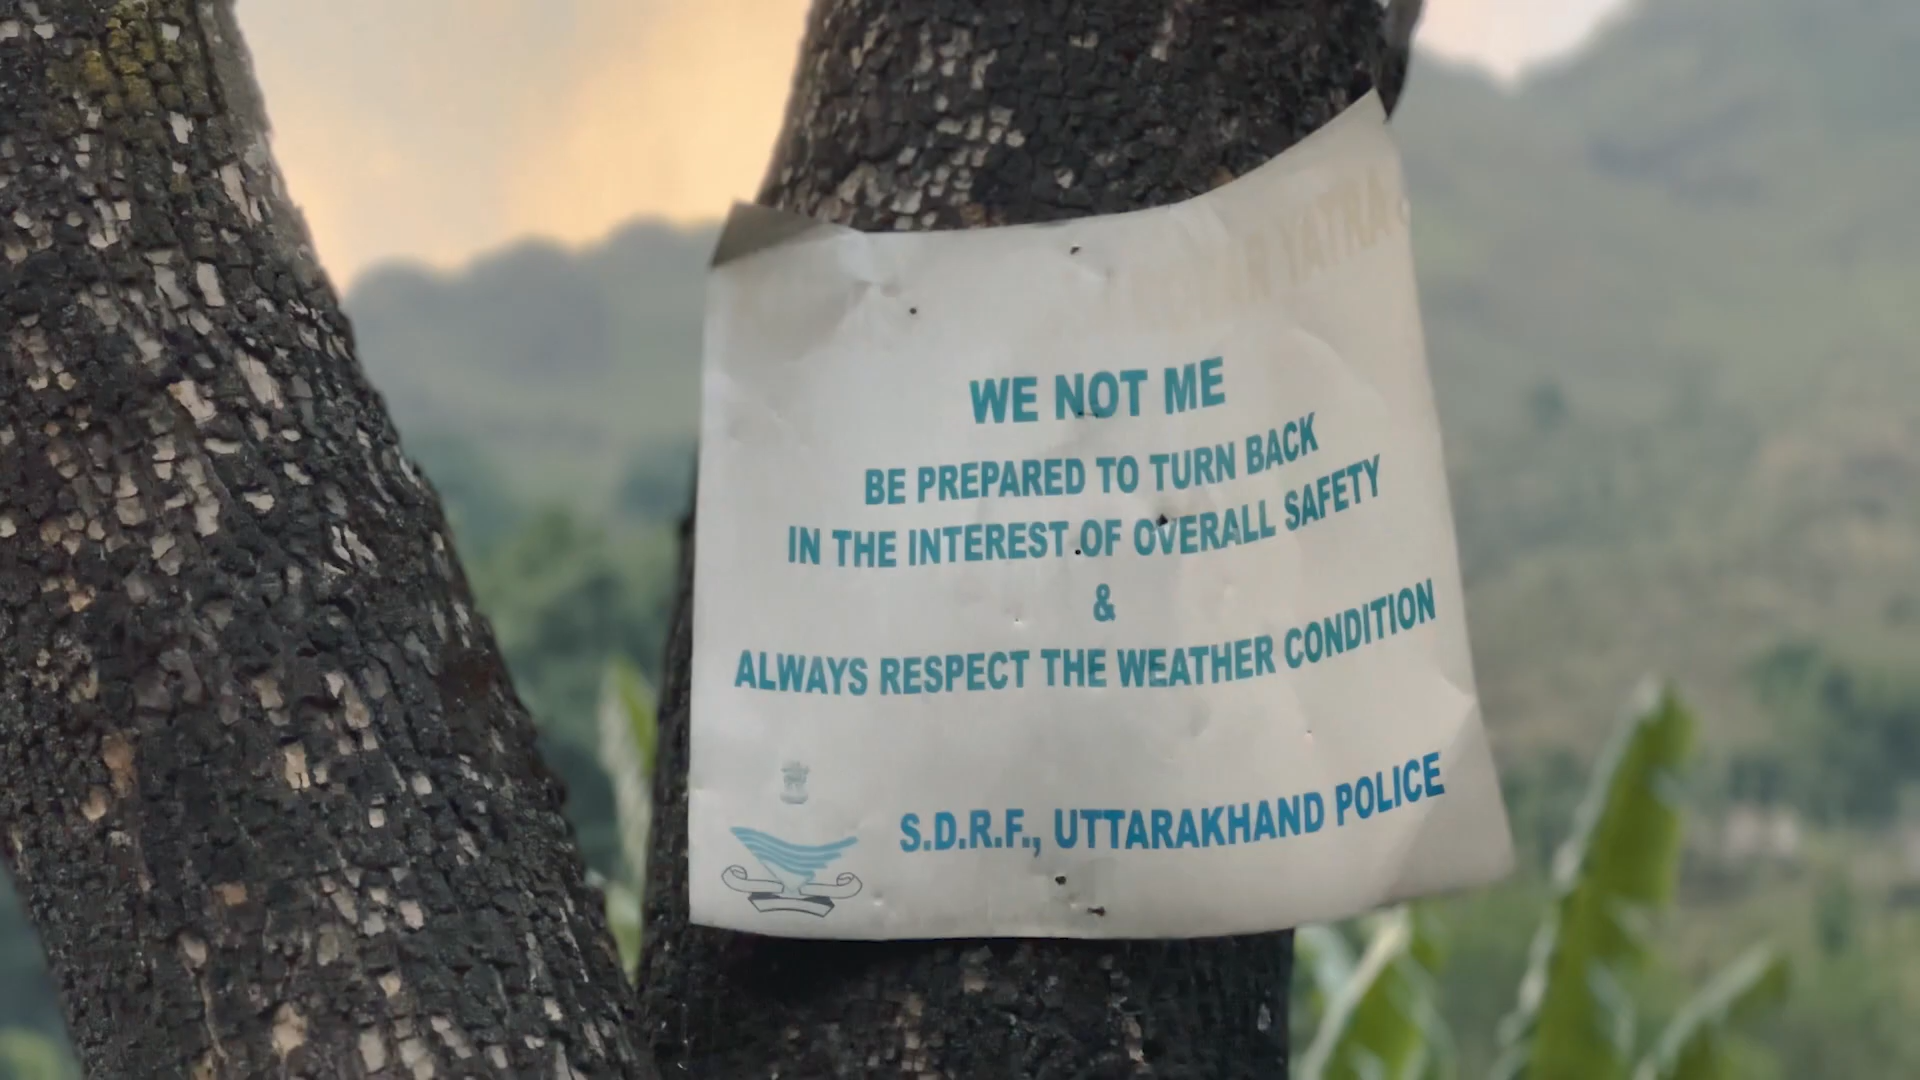 YATRA
WE NOT ME
BE PREPARED TO TURN BACK
IN THE INTEREST OF OVERALL SAFETY
&
ALWAYS RESPECT THE WEATHER CONDITION
S.D.R.F., UTTARAKHAND POLICE